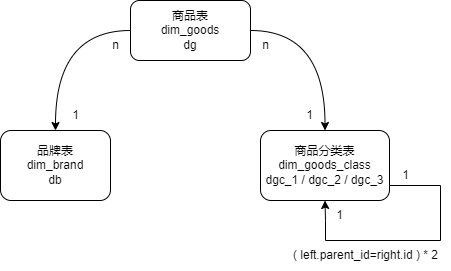 商品表
dim_goods
dg
n
n
1
1
品牌表
dim_brand
db
商品分类表
dim_goods_class
dgc_1 / dgc_2 / dgc_3
1
1
( left.parent_id=right.id ) * 2